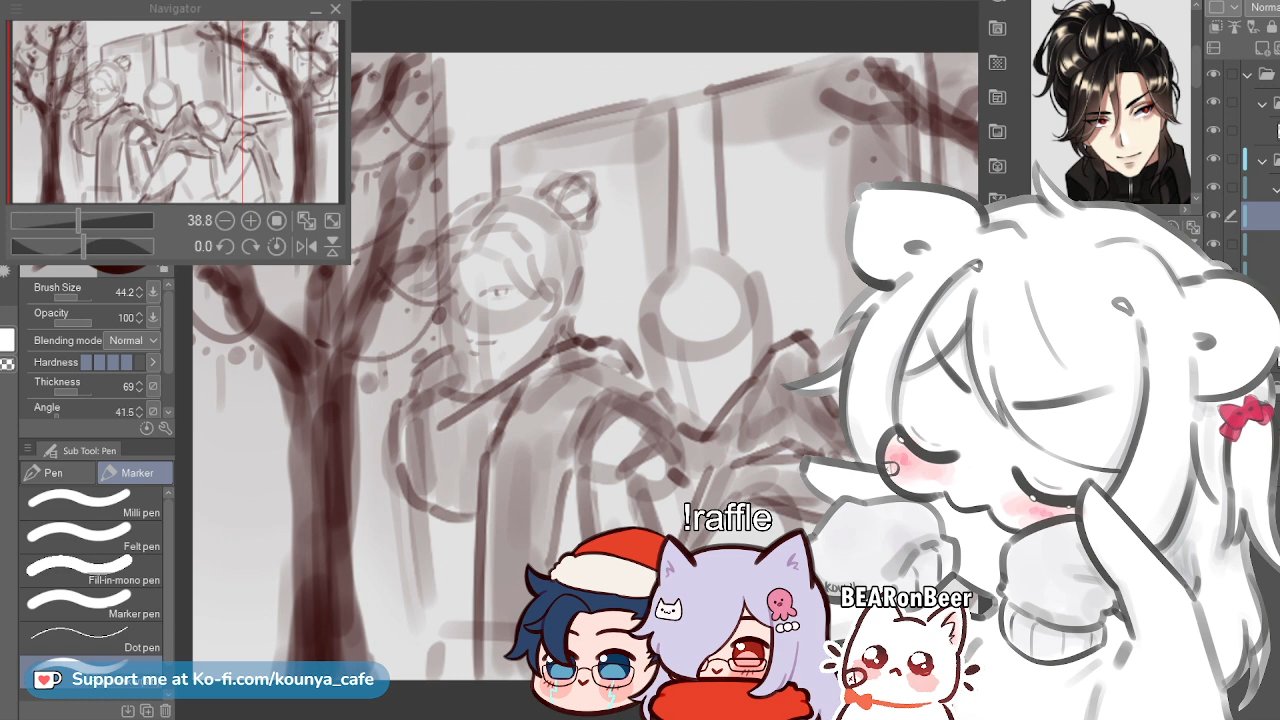 Navigator
38.8
0.0
Norma
Brush Size 44.2
Opacity 100
Blending mode Normal
Hardness
Thickness 69
Angle 41.5
Sub Tool: Pen
Pen
Marker
Milli pen
Felt pen
Fill-in-mono pen
Marker pen
Dot pen
!raffle
BEARonBeer
Support me at Ko-fi.com/kounya_cafe